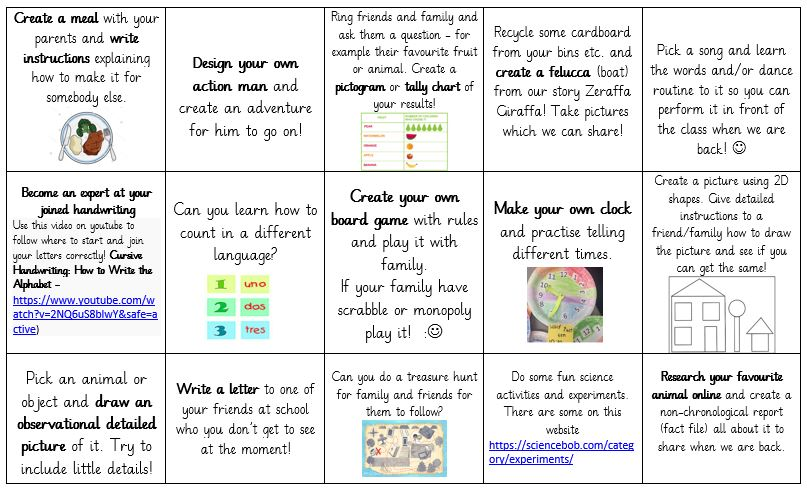 Create a meal with your
parents and write
instructions explaining
how to make it for
somebody else.
Design your own
action man and
create an adventure
for him to go on!
Ring friends and family and
ask them a question – for
example their favourite fruit
or animal. Create a
pictogram or tally chart of
your results!
Recycle some cardboard
from your bins etc. and
create a felucca (boat)
from our story Zeraffa
Giraffa! Take pictures
which we can share!
Pick a song and learn
the words and/or dance
routine to it so you can
perform it in front of
the class when we are
back! ☺
Become an expert at your
joined handwriting
Use this video on youtube to
follow where to start and join
your letters correctly! Cursive
Handwriting: How to Write the
Alphabet –
https://www.youtube.com/w
atch?v=2NQ6uS8blwY&safe=a
ctive)
Can you learn how to
count in a different
language?
1 uno
2 dos
3 tres
Create your own
board game with rules
and play it with
family.
If your family have
scrabble or monopoly
play it! :☺
Make your own clock
and practise telling
different times.
Create a picture using 2D
shapes. Give detailed
instructions to a
friend/family how to draw
the picture and see if you
can get the same!
Pick an animal or
object and draw an
observational detailed
picture of it. Try to
include little details!
Write a letter to one of
your friends at school
who you don't get to see
at the moment!
Can you do a treasure hunt
for family and friends for
them to follow?
Do some fun science
activities and experiments.
There are some on this
website
https://sciencebob.com/categ
ory/experiments/
Research your favourite
animal online and create a
non-chronological report
(fact file) all about it to
share when we are back.